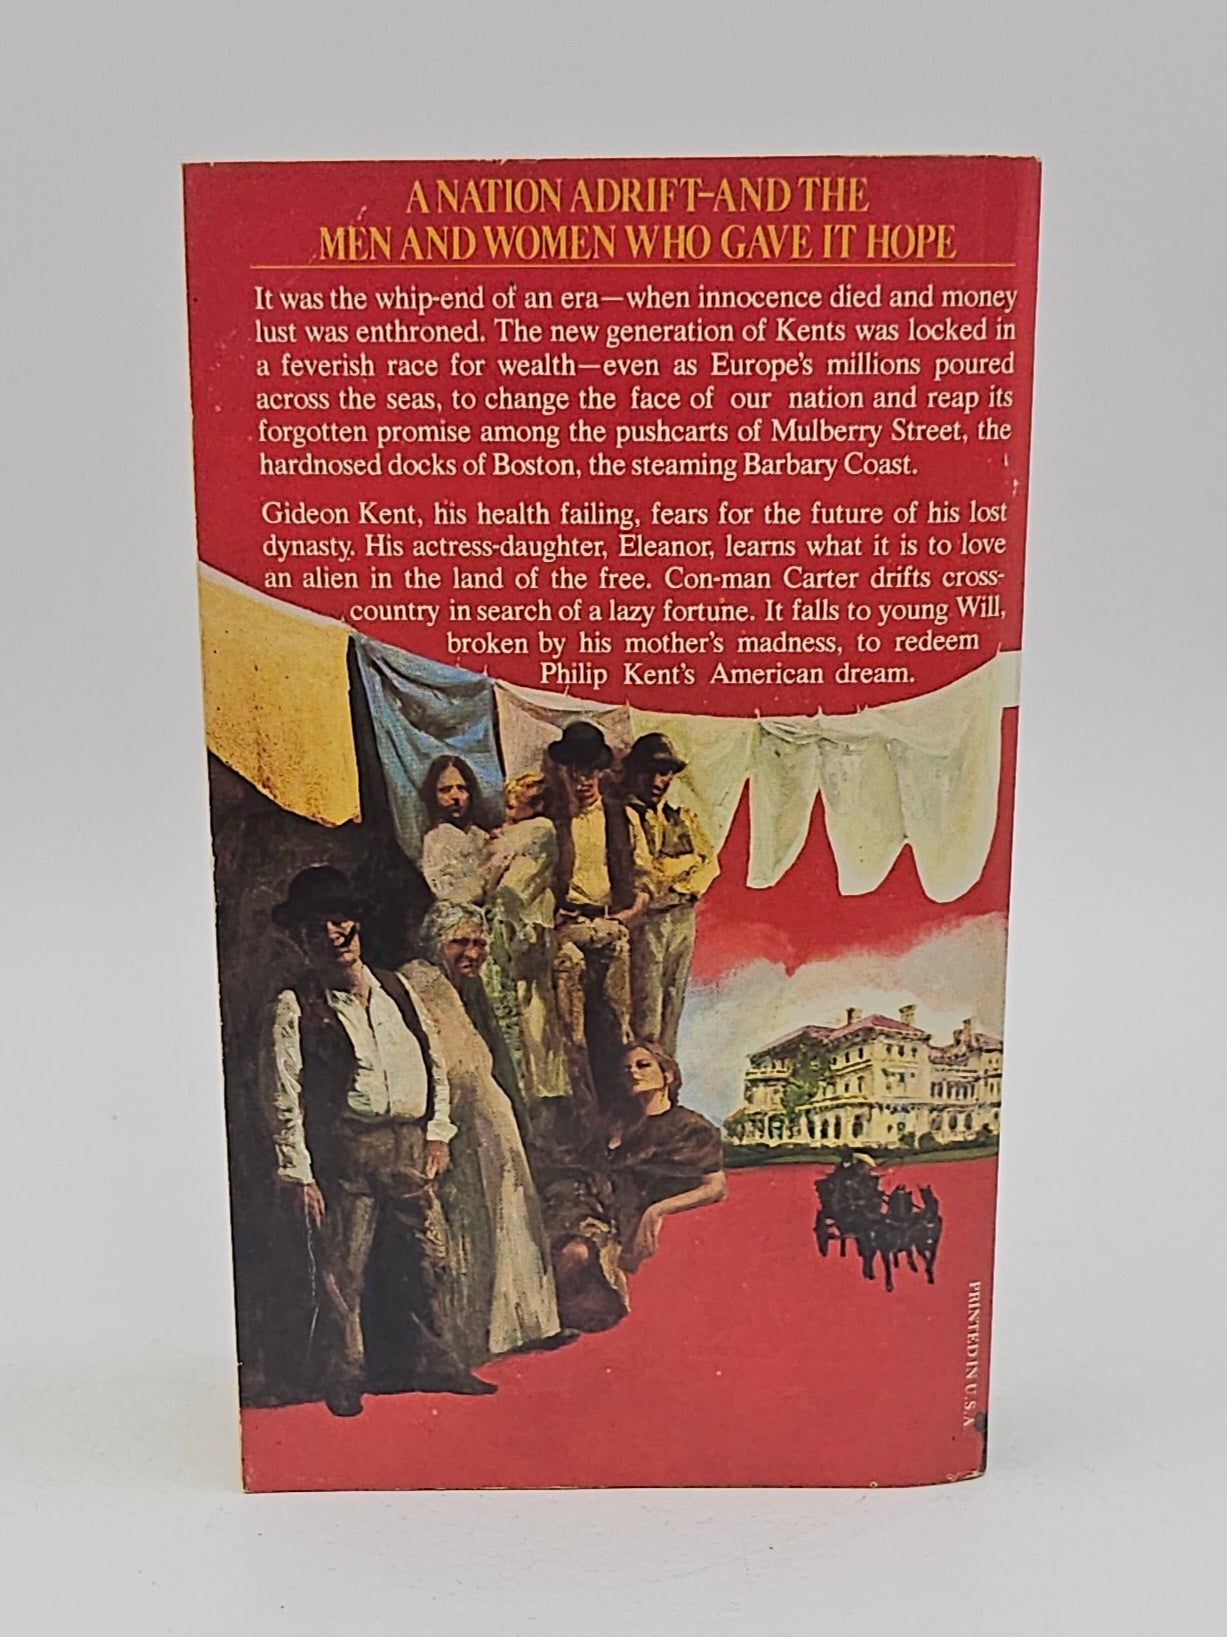 A NATION ADRIFT–AND THE
MEN AND WOMEN WHO GAVE IT HOPE
It was the whip-end of an era—when innocence died and money
lust was enthroned. The new generation of Kents was locked in
a feverish race for wealth—even as Europe's millions poured
across the seas, to change the face of our nation and reap its
forgotten promise among the pushcarts of Mulberry Street, the
hardnosed docks of Boston, the steaming Barbary Coast.
Gideon Kent, his health failing, fears for the future of his lost
dynasty. His actress-daughter, Eleanor, learns what it is to love
an alien in the land of the free. Con-man Carter drifts cross-
country in search of a lazy fortune. It falls to young Will,
broken by his mother's madness, to redeem
Philip Kent's American dream.
PRINTED IN U.S.A